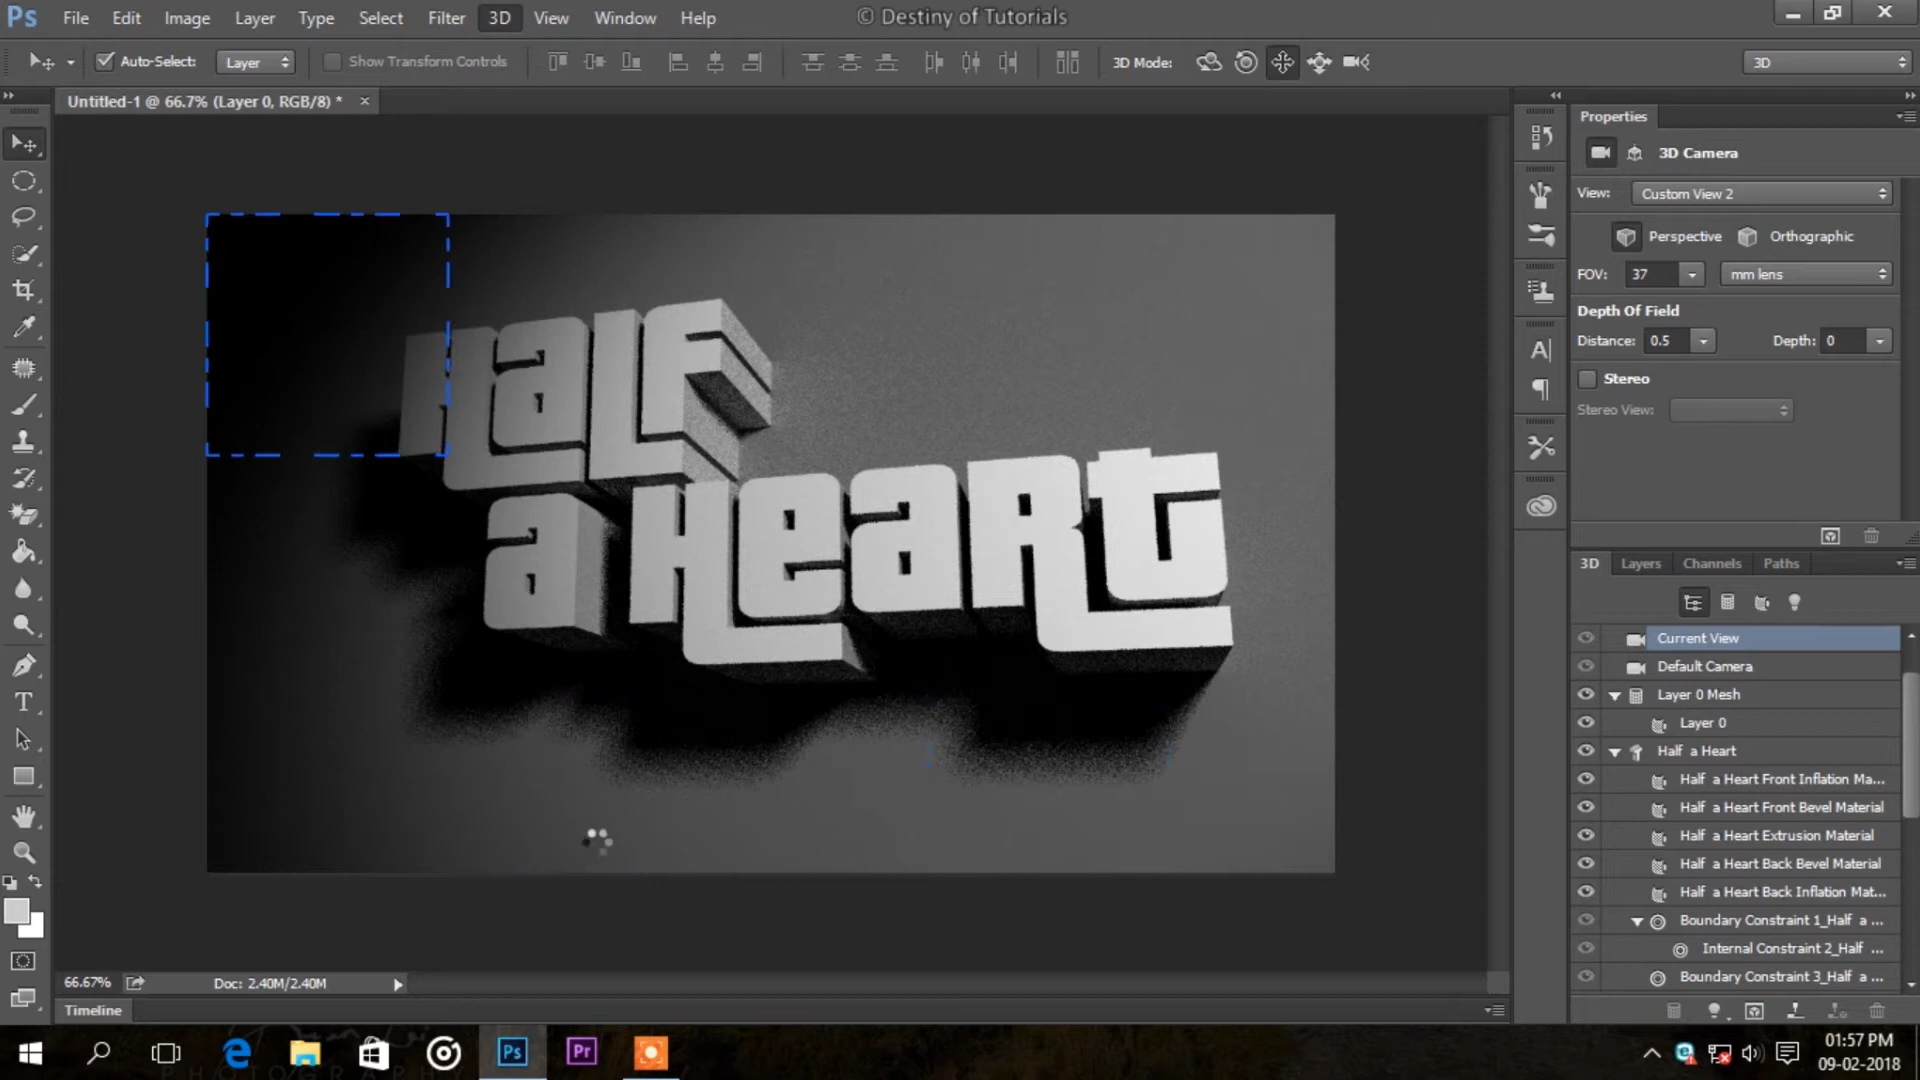 Ps File Edit Image Layer Type Select Filter 3D View Window Help © Destiny of Tutorials
Auto-Select: Layer Show Transform Controls 3D Mode: 3D
Untitled-1 @ 66.7% (Layer 0, RGB/8) *
Properties
3D Camera
View: Custom View 2
Perspective Orthographic
FOV: 37 mm lens
Depth Of Field
Distance: 0.5 Depth: 0
Stereo
Stereo View:
Half
a Heart
3D Layers Channels Paths
Current View
Default Camera
Layer 0 Mesh
Layer 0
Half a Heart
Half a Heart Front Inflation Ma...
Half a Heart Front Bevel Material
Half a Heart Extrusion Material
Half a Heart Back Bevel Material
Half a Heart Back Inflation Mat...
Boundary Constraint 1_Half a ...
Internal Constraint 2_Half ...
Boundary Constraint 3_Half a ...
66.67% Doc: 2.40M/2.40M
Timeline
Ps Pr
01:57 PM
09-02-2018